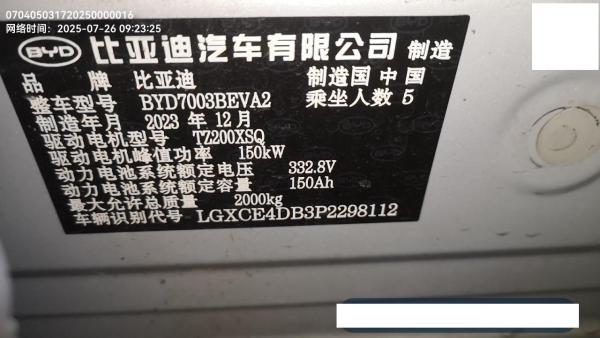 070405031720250000016
网络时间：2025-07-26 09:23:25
BYD 比亚迪汽车有限公司 制造
品 牌 比亚迪 制造国 中国
整车型号 BYD7003BEVA2 乘坐人数 5
制造年月 2023 年 12 月
驱动电机型号 TZ200XSQ
驱动电机峰值功率 150kW
动力电池系统额定电压 332.8V
动力电池系统额定容量 150Ah
最大允许总质量 2000kg
车辆识别代号 LGXCE4DB3P2298112